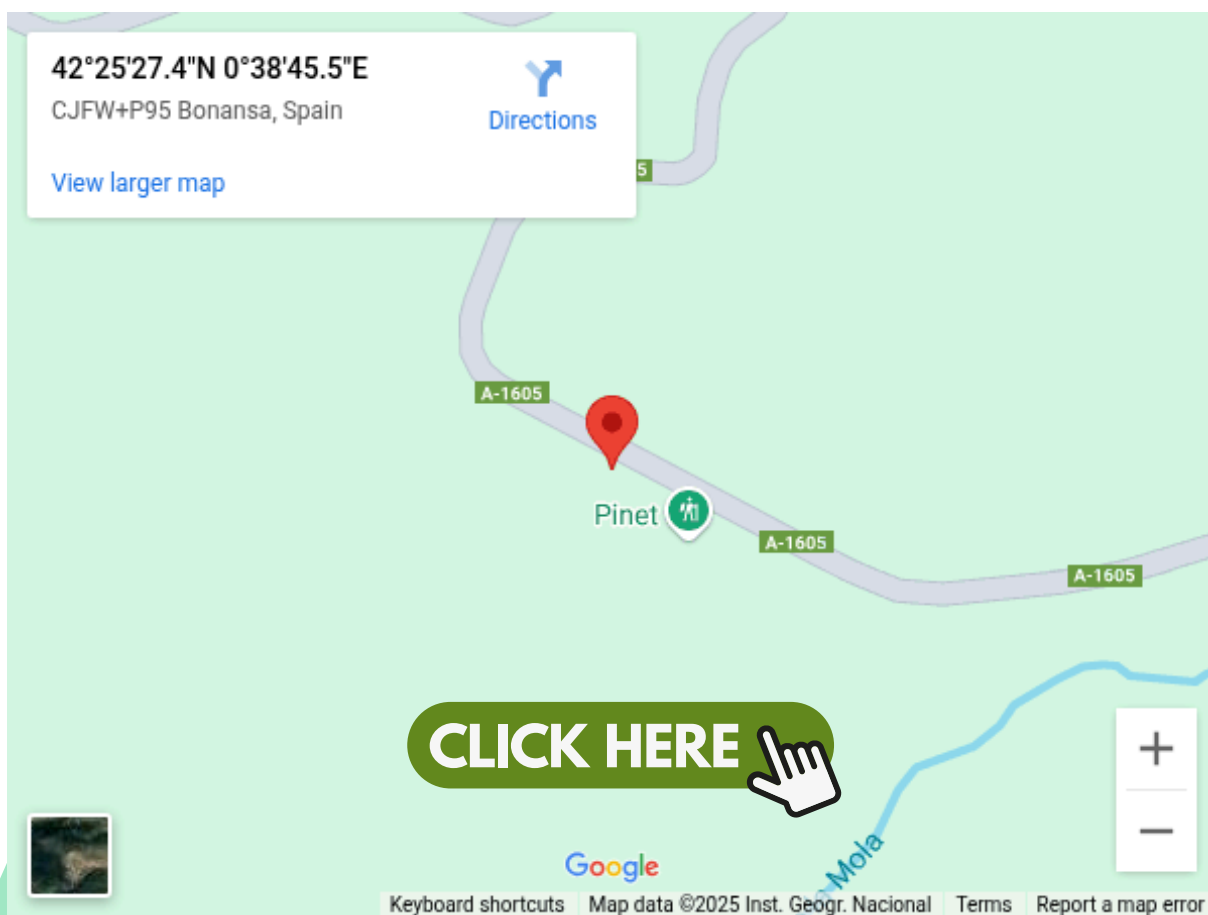 42°25'27.4"N 0°38'45.5"E
CJFW+P95 Bonansa, Spain
Directions
View larger map
5
A-1605
Pinet
A-1605
A-1605
CLICK HERE
Mola
Google
Keyboard shortcuts
Map data ©2025 Inst. Geogr. Nacional
Terms
Report a map error